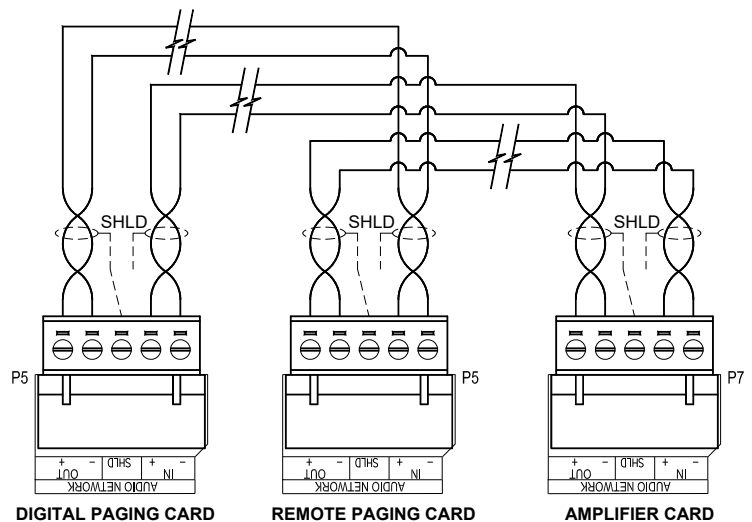 SHLD
SHLD
SHLD
P5
P5
P7
+ − SHLD + −
OUT IN
AUDIO NETWORK
+ − SHLD + −
OUT IN
AUDIO NETWORK
+ − SHLD + −
OUT IN
AUDIO NETWORK
DIGITAL PAGING CARD
REMOTE PAGING CARD
AMPLIFIER CARD